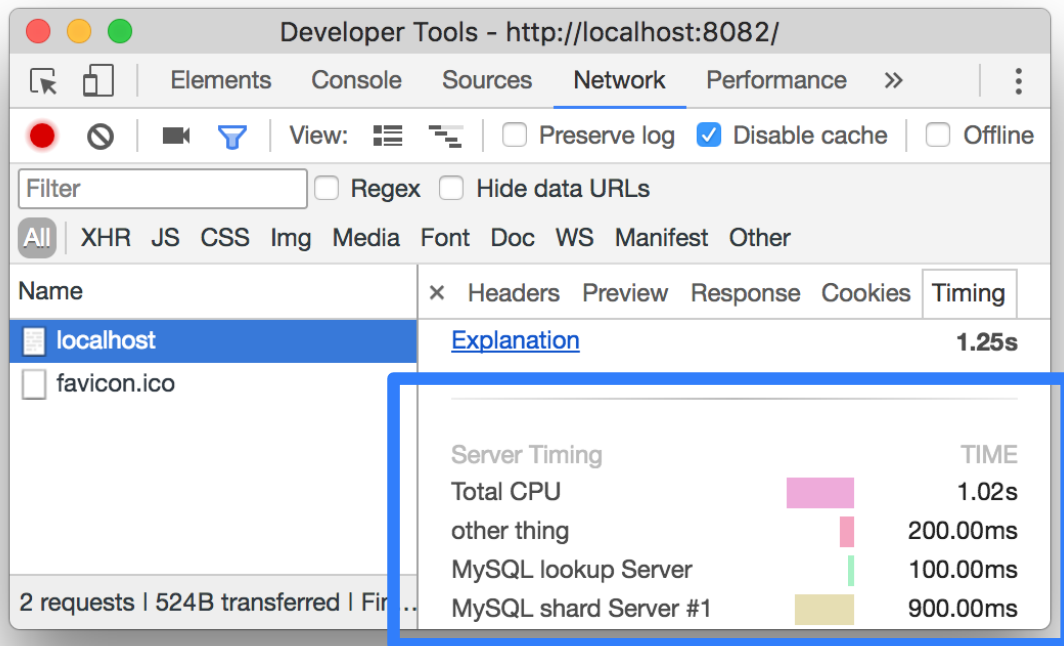 Developer Tools - http://localhost:8082/
Elements Console Sources Network Performance »
View: Preserve log Disable cache Offline
Filter Regex Hide data URLs
All XHR JS CSS Img Media Font Doc WS Manifest Other
Name × Headers Preview Response Cookies Timing
localhost Explanation 1.25s
favicon.ico
Server Timing TIME
Total CPU 1.02s
other thing 200.00ms
MySQL lookup Server 100.00ms
MySQL shard Server #1 900.00ms
2 requests | 524B transferred | Fin…